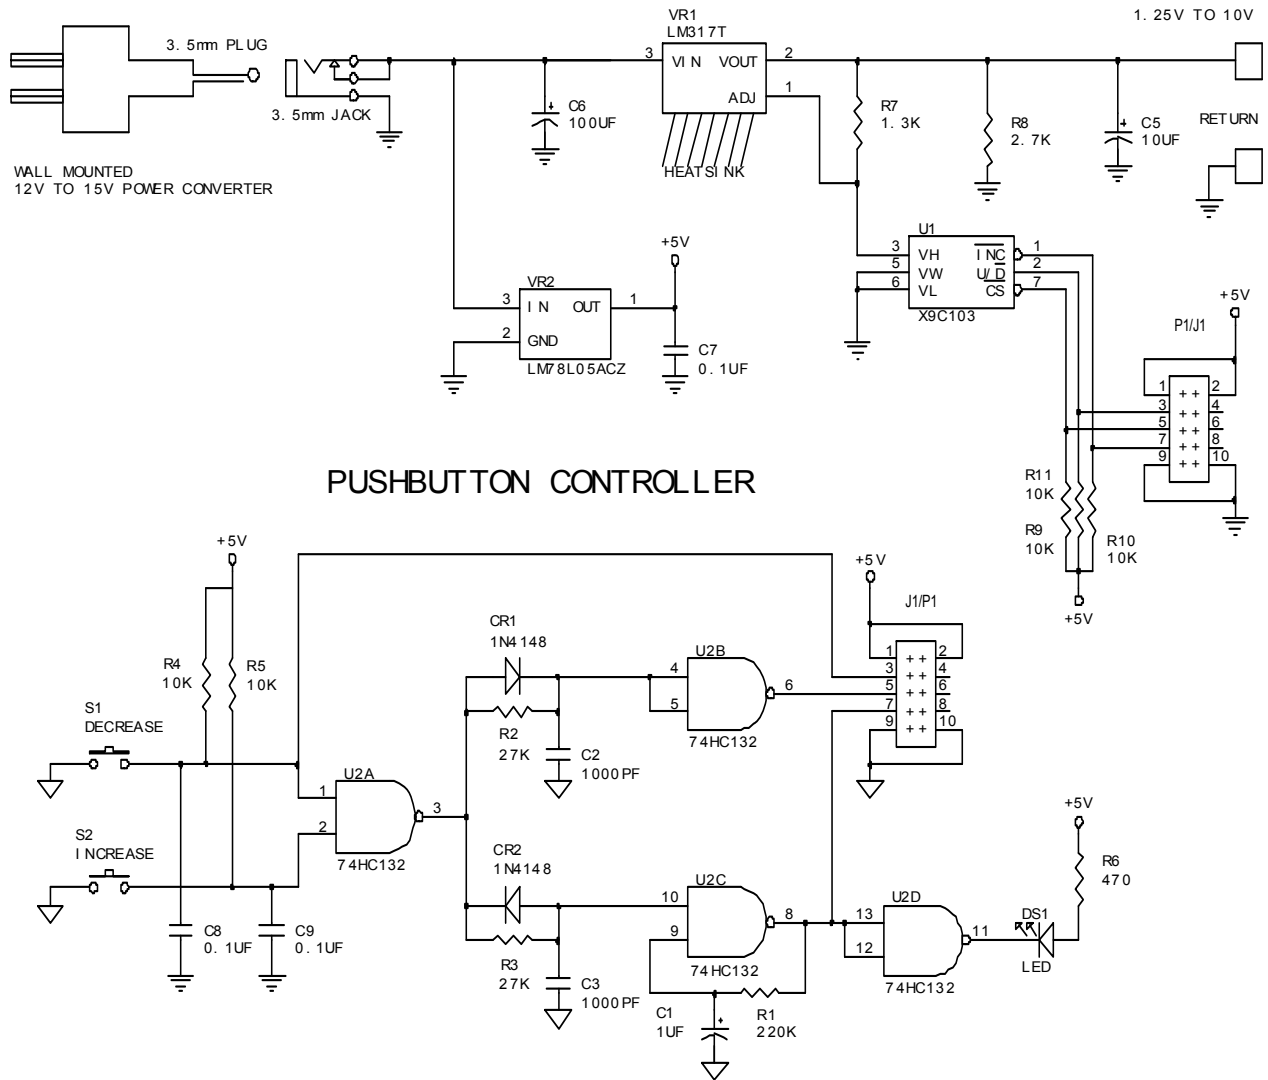 VR1
LM317T
1.25V TO 10V
3.5mm PLUG
3 VIN VOUT 2
ADJ 1
3.5mm JACK
C6
100UF
R7
1.3K
R8
2.7K
C5
10UF
RETURN
HEATSINK
WALL MOUNTED
12V TO 15V POWER CONVERTER
U1
3 VH INC 1
5 VW U/D 2
6 VL CS 7
X9C103
+5V
VR2
3 IN OUT 1
2 GND
LM78L05ACZ
C7
0.1UF
+5V
P1/J1
1 ++ 2
3 ++ 4
5 ++ 6
7 ++ 8
9 ++ 10
R11
10K
R9
10K
R10
10K
+5V
PUSHBUTTON CONTROLLER
+5V
+5V
J1/P1
1 ++ 2
3 ++ 4
5 ++ 6
7 ++ 8
9 ++ 10
CR1
1N4148
R4
10K
R5
10K
R2
27K
C2
1000PF
U2B
4
5
6
74HC132
S1
DECREASE
U2A
1
2
3
74HC132
S2
INCREASE
C8
0.1UF
C9
0.1UF
CR2
1N4148
R3
27K
C3
1000PF
U2C
10
9
8
74HC132
C1
1UF
+
R1
220K
U2D
13
12
11
74HC132
+5V
R6
470
DS1
LED